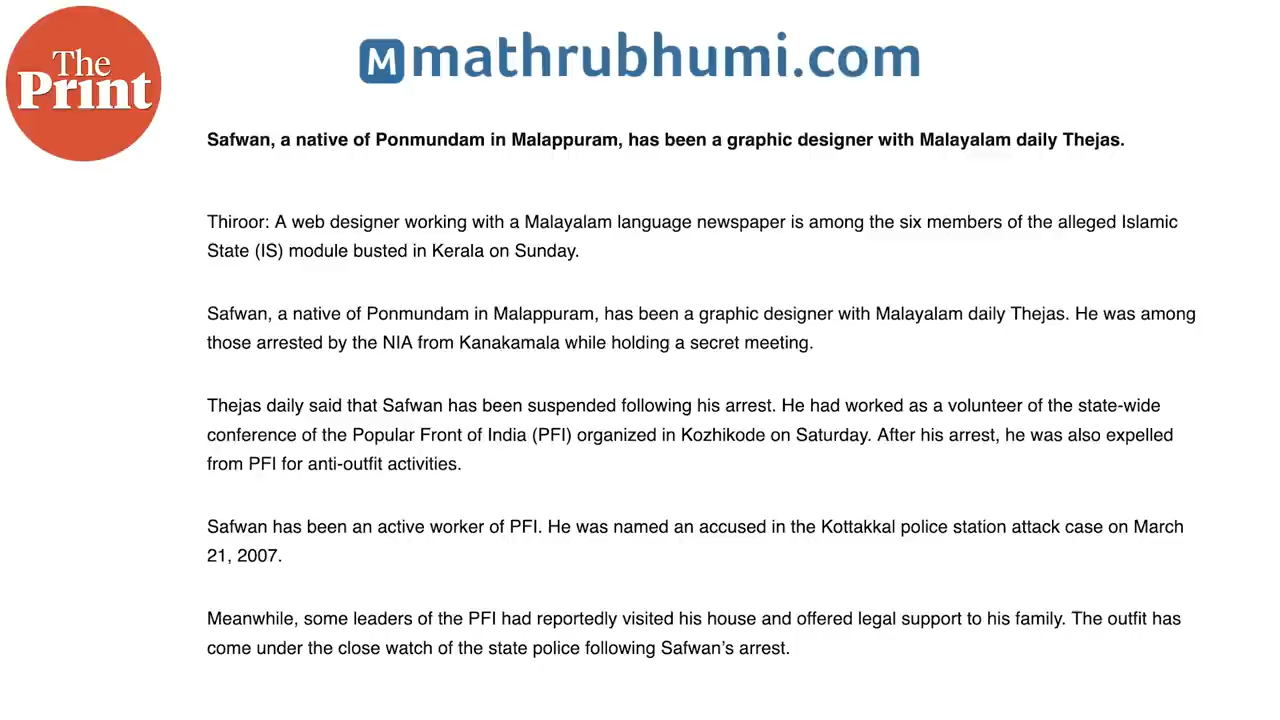 The
Print
M mathrubhumi.com
Safwan, a native of Ponmundam in Malappuram, has been a graphic designer with Malayalam daily Thejas.
Thiroor: A web designer working with a Malayalam language newspaper is among the six members of the alleged Islamic
State (IS) module busted in Kerala on Sunday.
Safwan, a native of Ponmundam in Malappuram, has been a graphic designer with Malayalam daily Thejas. He was among
those arrested by the NIA from Kanakamala while holding a secret meeting.
Thejas daily said that Safwan has been suspended following his arrest. He had worked as a volunteer of the state-wide
conference of the Popular Front of India (PFI) organized in Kozhikode on Saturday. After his arrest, he was also expelled
from PFI for anti-outfit activities.
Safwan has been an active worker of PFI. He was named an accused in the Kottakkal police station attack case on March
21, 2007.
Meanwhile, some leaders of the PFI had reportedly visited his house and offered legal support to his family. The outfit has
come under the close watch of the state police following Safwan’s arrest.